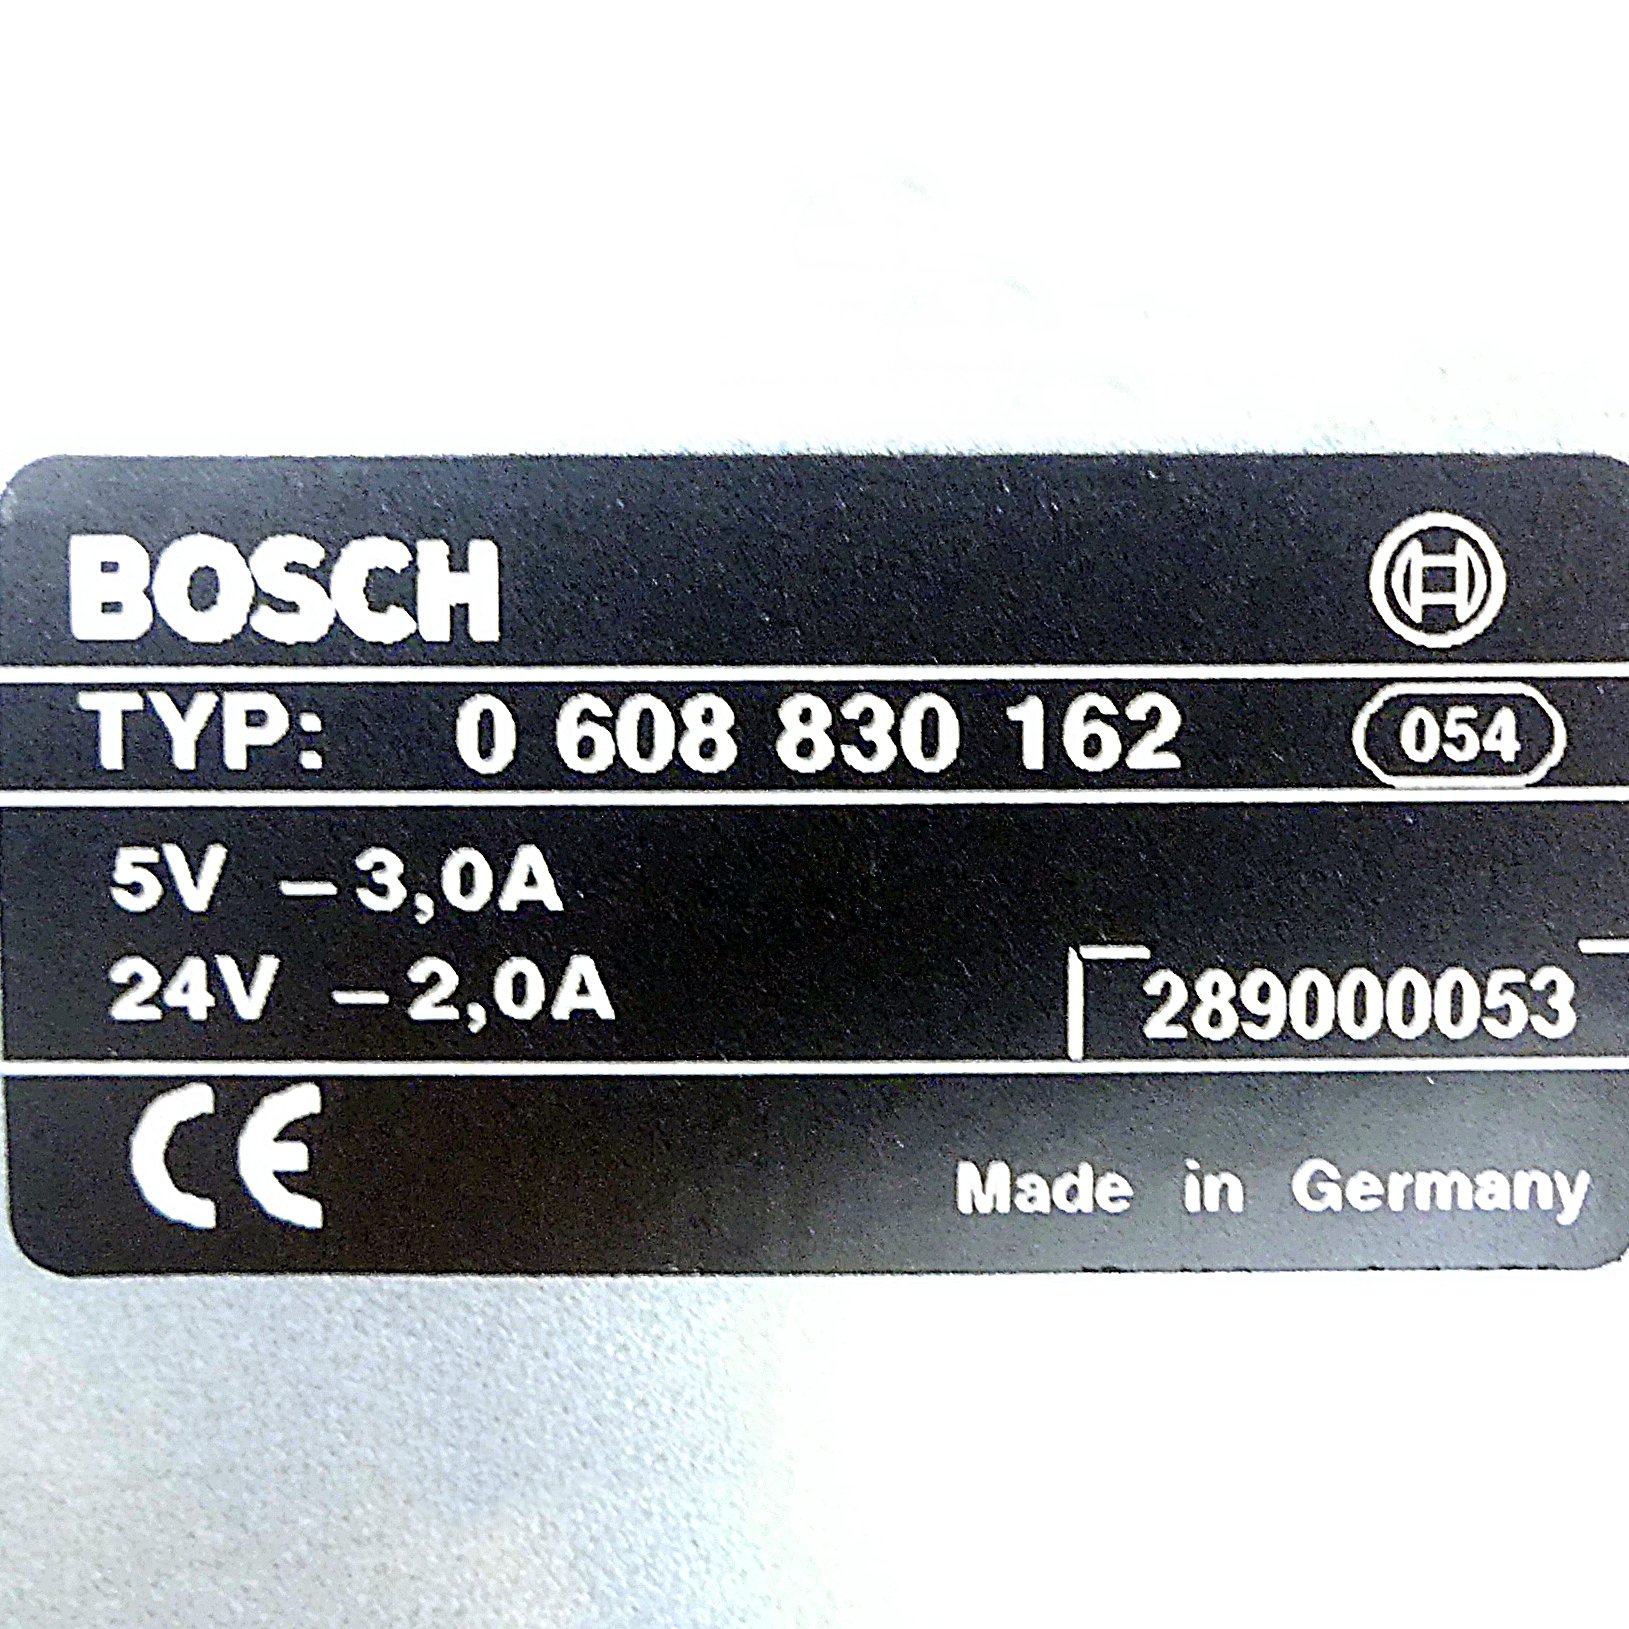 BOSCH
TYP: 0 608 830 162 054
5V –3,0A
24V –2,0A
289000053
CE
Made in Germany